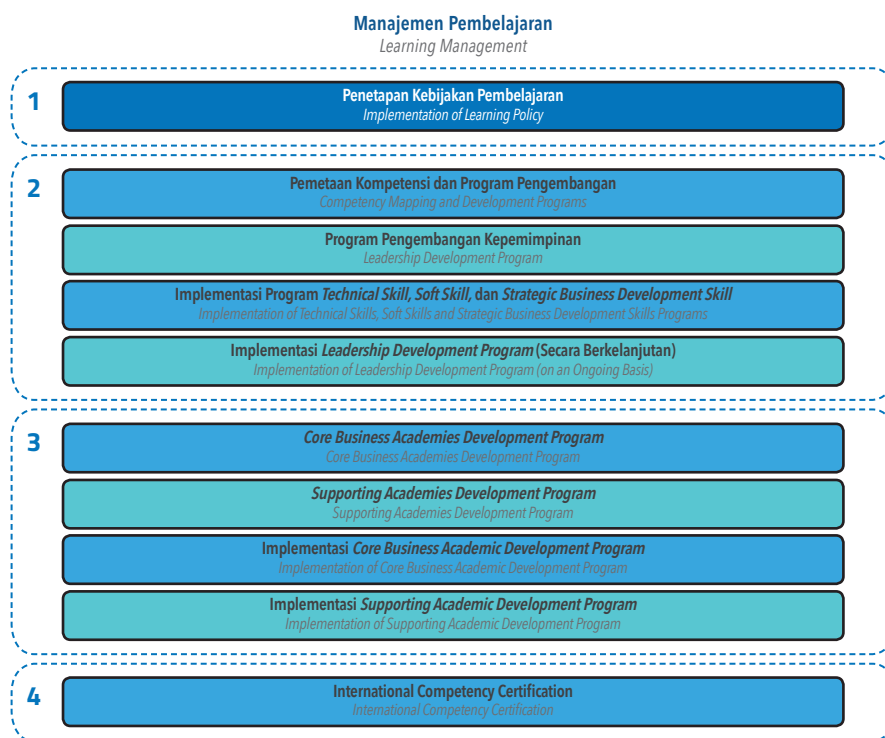 Manajemen Pembelajaran
Learning Management
1
Penetapan Kebijakan Pembelajaran
Implementation of Learning Policy
2
Pemetaan Kompetensi dan Program Pengembangan
Competency Mapping and Development Programs
Program Pengembangan Kepemimpinan
Leadership Development Program
Implementasi Program Technical Skill, Soft Skill, dan Strategic Business Development Skill
Implementation of Technical Skills, Soft Skills and Strategic Business Development Skills Programs
Implementasi Leadership Development Program (Secara Berkelanjutan)
Implementation of Leadership Development Program (on an Ongoing Basis)
3
Core Business Academies Development Program
Core Business Academies Development Program
Supporting Academies Development Program
Supporting Academies Development Program
Implementasi Core Business Academic Development Program
Implementation of Core Business Academic Development Program
Implementasi Supporting Academic Development Program
Implementation of Supporting Academic Development Program
4
International Competency Certification
International Competency Certification